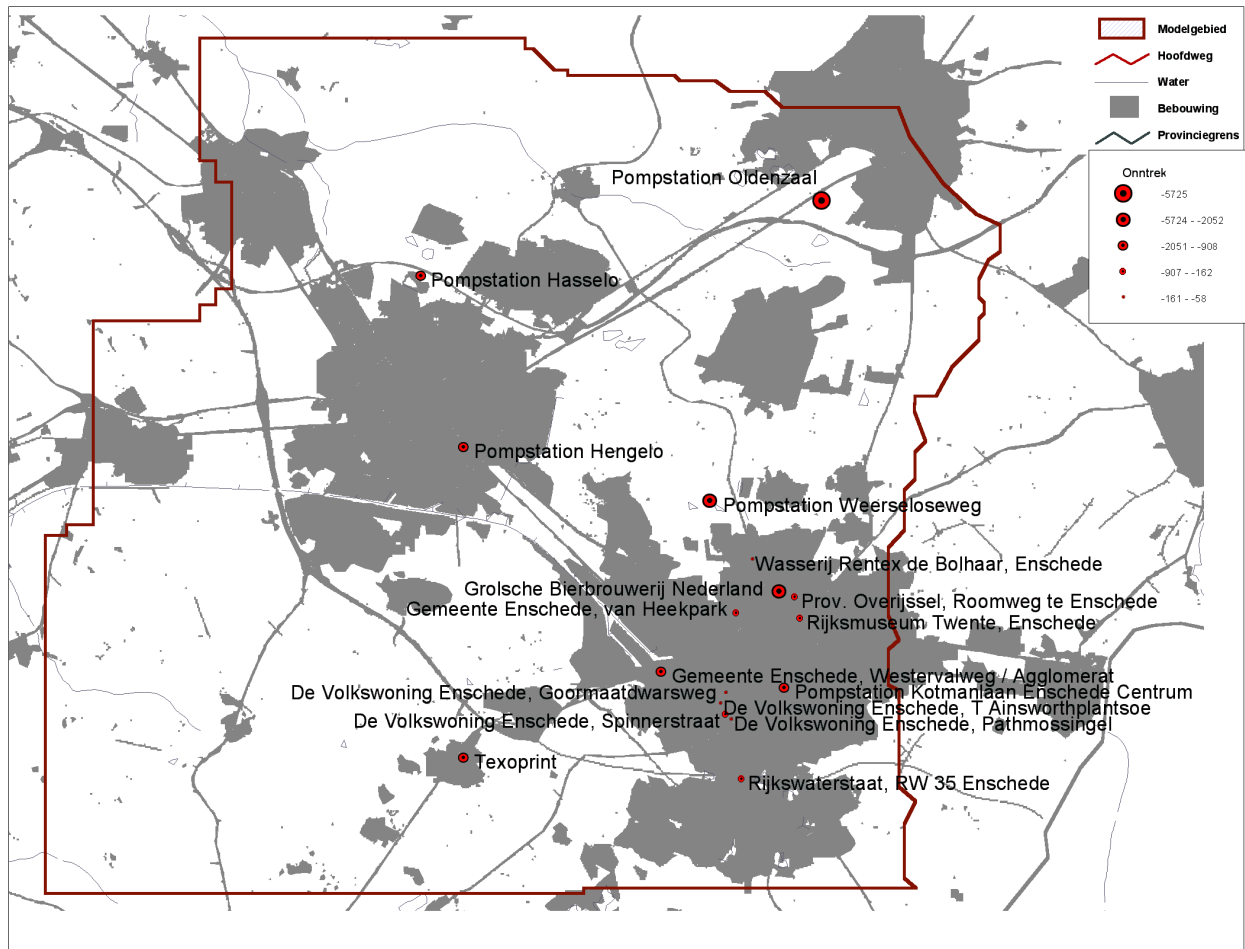 Modelgebied
Hoofdweg
Water
Bebouwing
Provinciegrens
Onntrek
-5725
-5724 - -2052
-2051 - -908
-907 - -162
-161 - -58
Pompstation Oldenzaal
Pompstation Hasselo
Pompstation Hengelo
Pompstation Weerseloseweg
Wasserij Rentex de Bolhaar, Enschede
Grolsche Bierbrouwerij Nederland
Prov. Overijssel, Roomweg te Enschede
Gemeente Enschede, van Heekpark
Rijksmuseum Twente, Enschede
Gemeente Enschede, Westervalweg / Agglomerat
De Volkswoning Enschede, Goormaatdwarsweg
Pompstation Kotmanlaan Enschede Centrum
De Volkswoning Enschede, T Ainsworthplantsoe
De Volkswoning Enschede, Spinnerstraat
De Volkswoning Enschede, Pathmossingel
Texoprint
Rijkswaterstaat, RW 35 Enschede